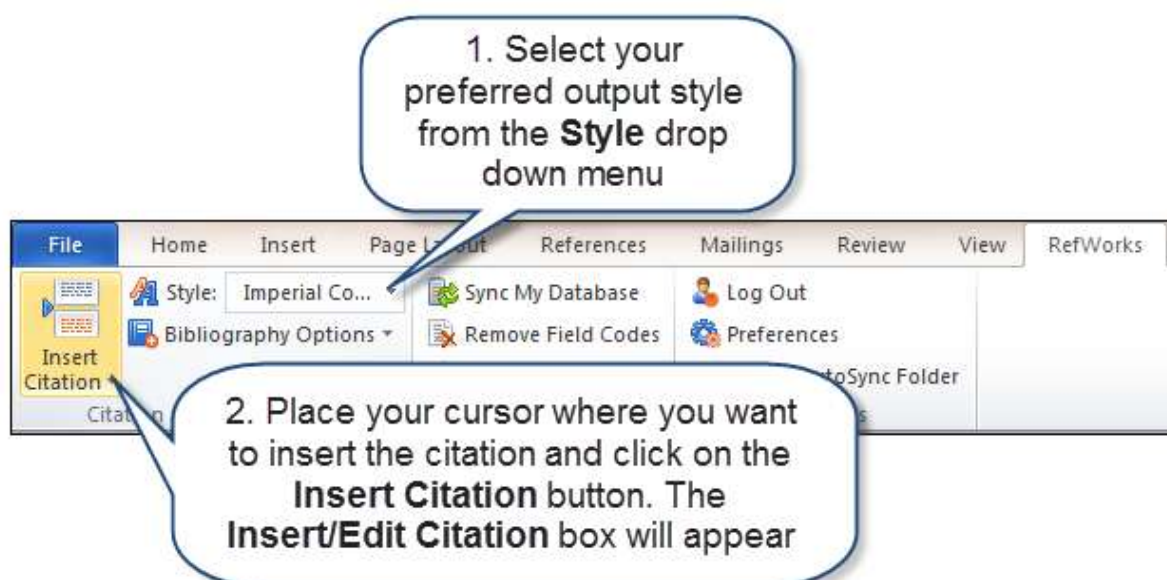 1. Select your
preferred output style
from the Style drop
down menu
File Home Insert Page References Mailings Review View RefWorks
Style: Imperial Co... Sync My Database Log Out
Bibliography Options Remove Field Codes Preferences
Insert
Citation Folder
2. Place your cursor where you want
to insert the citation and click on the
Insert Citation button. The
Insert/Edit Citation box will appear